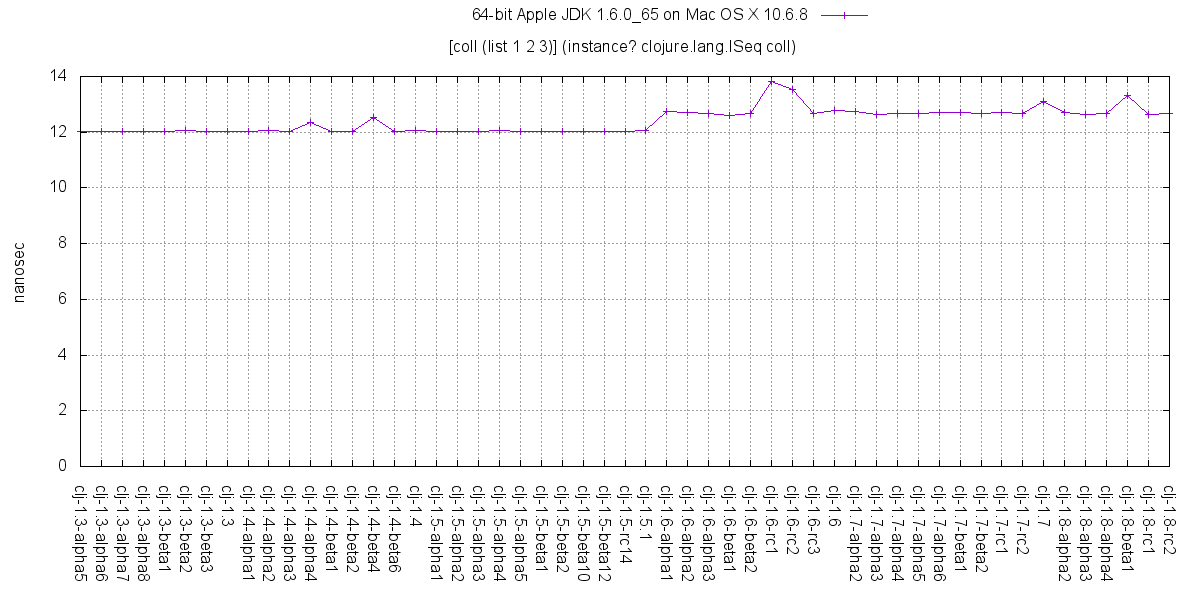 64-bit Apple JDK 1.6.0_65 on Mac OS X 10.6.8
[coll (list 1 2 3)] (instance? clojure.lang.ISeq coll)
14
12
10
8
6
4
2
0
nanosec
clj-1.3-alpha5
clj-1.3-alpha6
clj-1.3-alpha7
clj-1.3-alpha8
clj-1.3-beta1
clj-1.3-beta2
clj-1.3-beta3
clj-1.3
clj-1.4-alpha1
clj-1.4-alpha2
clj-1.4-alpha3
clj-1.4-alpha4
clj-1.4-beta1
clj-1.4-beta2
clj-1.4-beta4
clj-1.4-beta6
clj-1.4
clj-1.5-alpha1
clj-1.5-alpha2
clj-1.5-alpha3
clj-1.5-alpha4
clj-1.5-alpha5
clj-1.5-beta1
clj-1.5-beta2
clj-1.5-beta10
clj-1.5-beta12
clj-1.5-rc14
clj-1.5.1
clj-1.6-alpha1
clj-1.6-alpha2
clj-1.6-alpha3
clj-1.6-beta1
clj-1.6-beta2
clj-1.6-rc1
clj-1.6-rc2
clj-1.6-rc3
clj-1.6
clj-1.7-alpha2
clj-1.7-alpha3
clj-1.7-alpha4
clj-1.7-alpha5
clj-1.7-alpha6
clj-1.7-beta1
clj-1.7-beta2
clj-1.7-rc1
clj-1.7-rc2
clj-1.7
clj-1.8-alpha2
clj-1.8-alpha3
clj-1.8-alpha4
clj-1.8-beta1
clj-1.8-rc1
clj-1.8-rc2